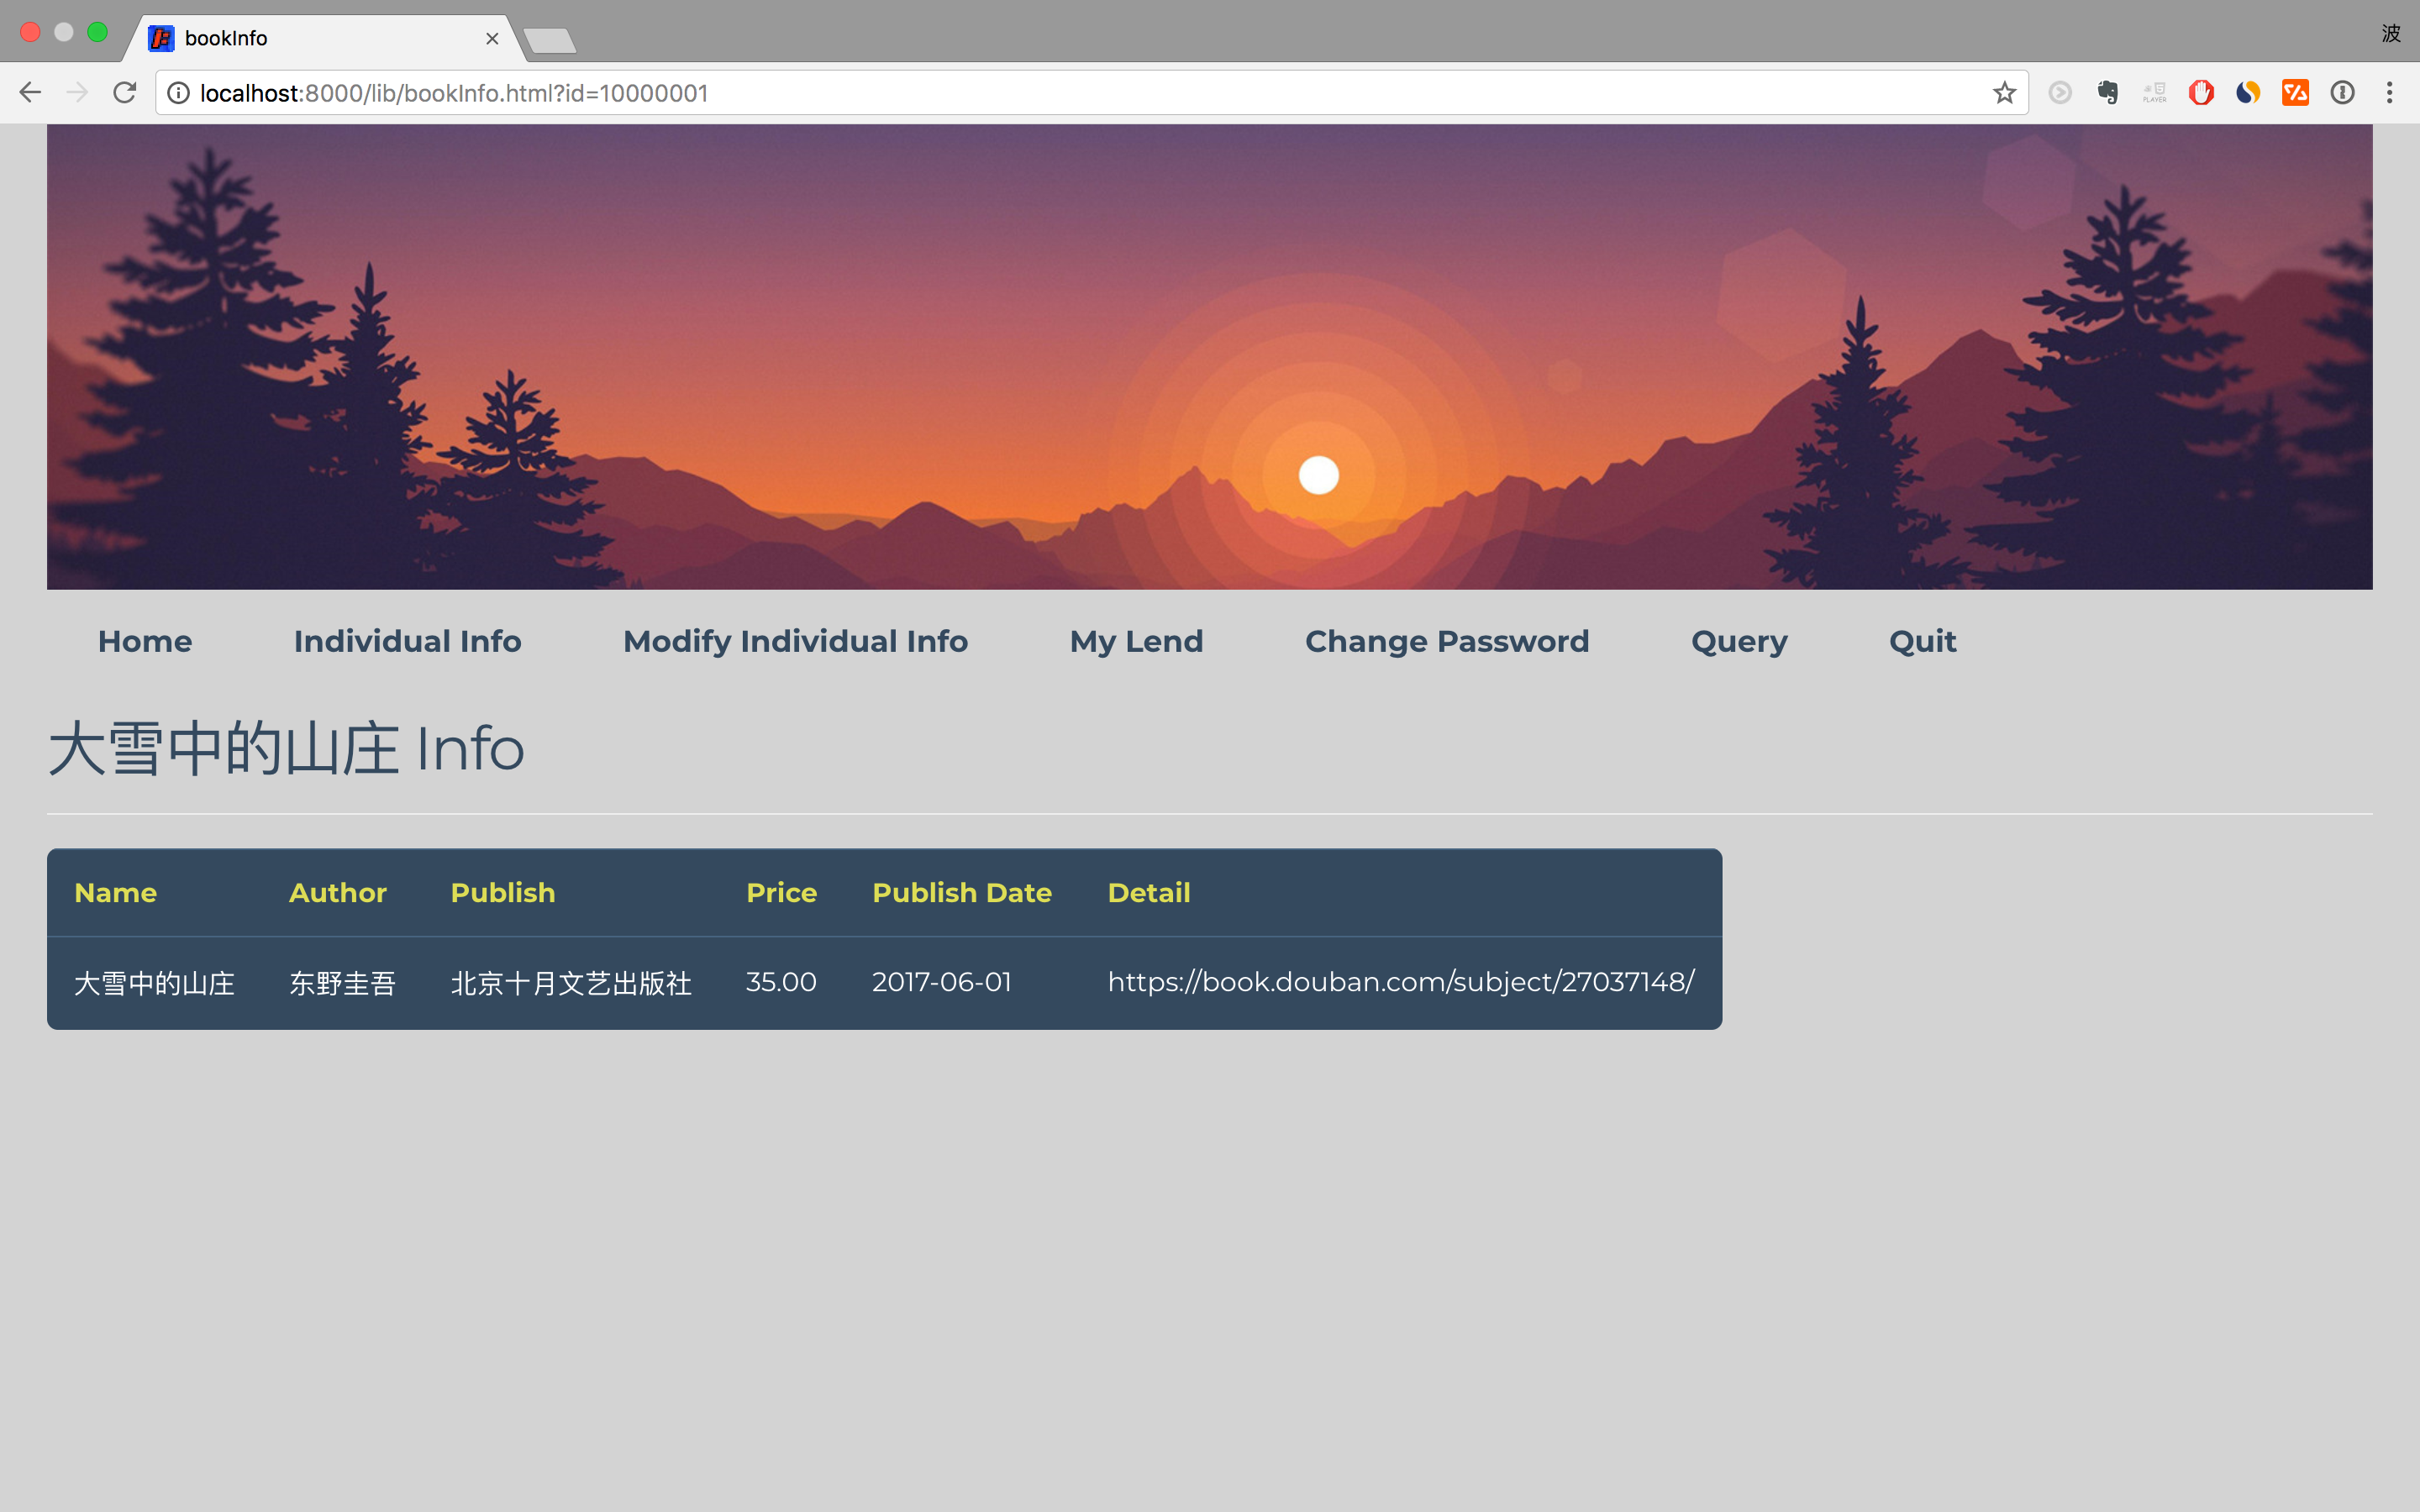 bookInfo
波
localhost:8000/lib/bookInfo.html?id=10000001
PLAYER
Home Individual Info Modify Individual Info My Lend Change Password Query Quit
大雪中的山庄 Info
Name Author Publish Price Publish Date Detail
大雪中的山庄 东野圭吾 北京十月文艺出版社 35.00 2017-06-01 https://book.douban.com/subject/27037148/